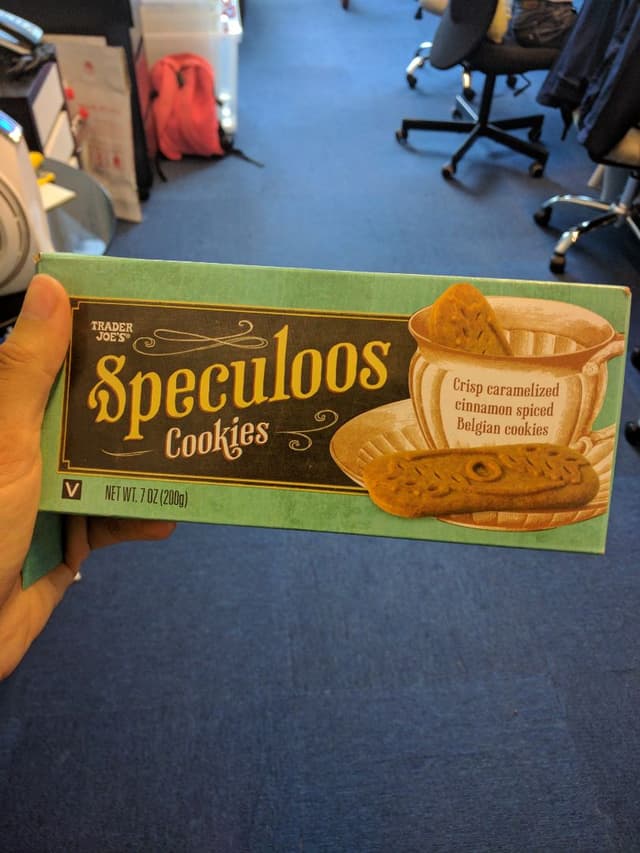 TRADER
JOE'S®
Speculoos
Cookies
Crisp caramelized
cinnamon spiced
Belgian cookies
V
NET WT. 7 OZ (200g)